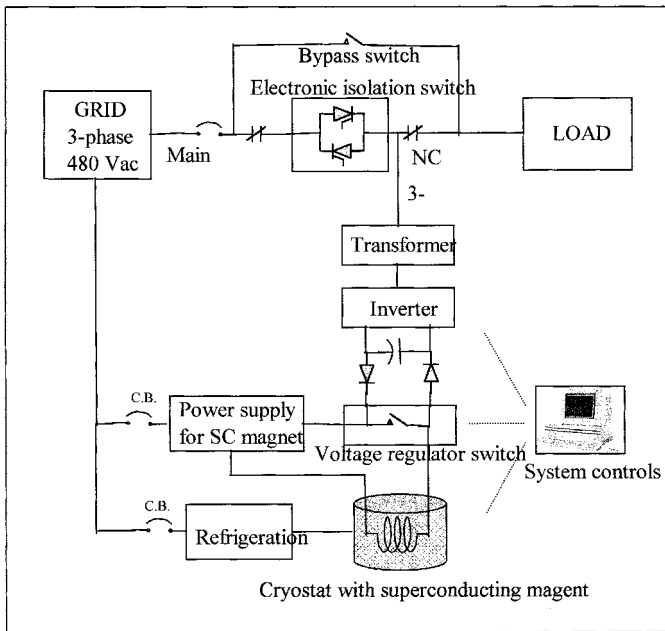 Bypass switch
Electronic isolation switch
GRID
3-phase
480 Vac
Main
NC
LOAD
3-
Transformer
Inverter
C.B.
Power supply
for SC magnet
Voltage regulator switch
System controls
C.B.
Refrigeration
Cryostat with superconducting magent